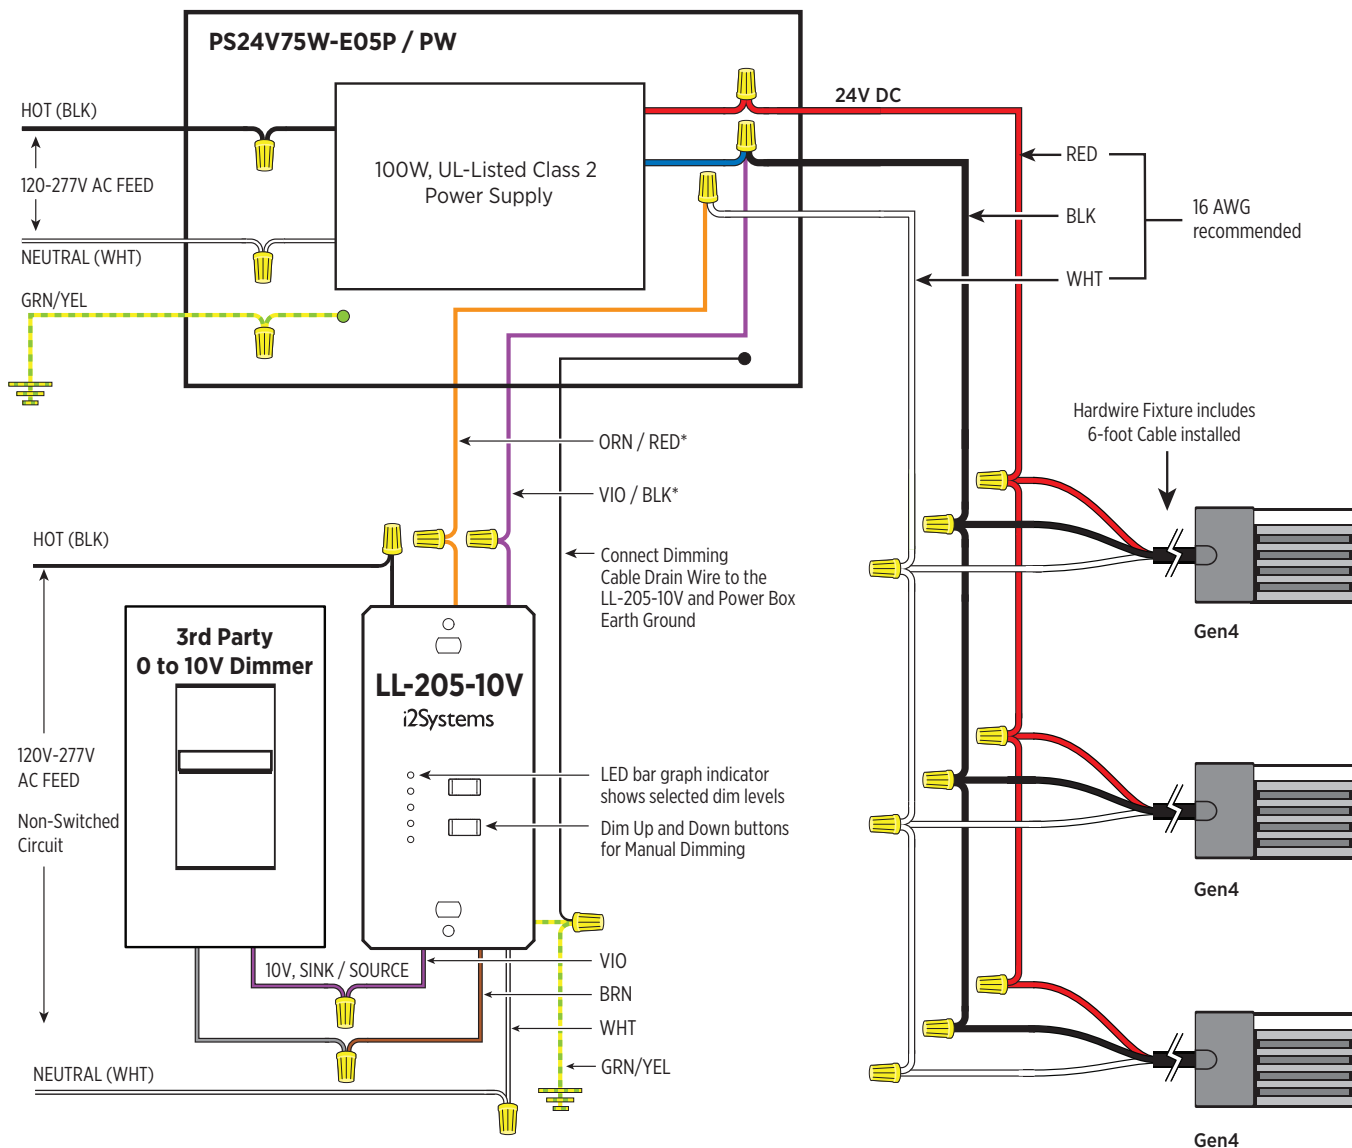 PS24V75W-E05P / PW
HOT (BLK)
120-277V AC FEED
NEUTRAL (WHT)
GRN/YEL
100W, UL-Listed Class 2
Power Supply
24V DC
RED
BLK
WHT
16 AWG
recommended
Hardwire Fixture includes
6-foot Cable installed
ORN / RED*
VIO / BLK*
Connect Dimming
Cable Drain Wire to the
LL-205-10V and Power Box
Earth Ground
HOT (BLK)
120V-277V
AC FEED
Non-Switched
Circuit
3rd Party
0 to 10V Dimmer
LL-205-10V
i2Systems
LED bar graph indicator
shows selected dim levels
Dim Up and Down buttons
for Manual Dimming
10V, SINK / SOURCE
VIO
BRN
WHT
GRN/YEL
NEUTRAL (WHT)
Gen4
Gen4
Gen4